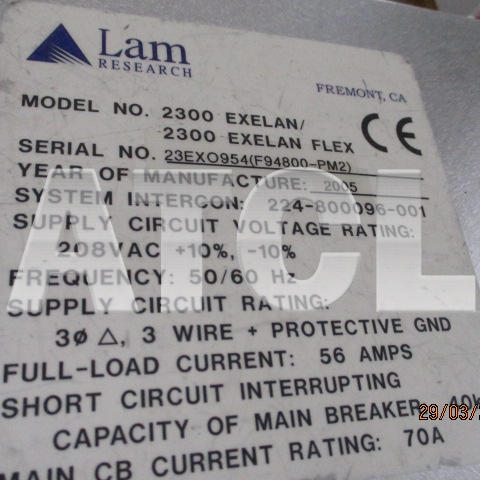 Lam
RESEARCH
FREMONT, CA
MODEL NO. 2300 EXELAN/
2300 EXELAN FLEX
CE
SERIAL NO. 23EXO954(F94800-PM2)
YEAR OF MANUFACTURE: 2005
SYSTEM INTERCON: 224-800096-001
SUPPLY CIRCUIT VOLTAGE RATING:
208VAC +10%, -10%
FREQUENCY: 50/60 Hz
SUPPLY CIRCUIT RATING:
3ø △, 3 WIRE + PROTECTIVE GND
FULL-LOAD CURRENT: 56 AMPS
SHORT CIRCUIT INTERRUPTING
CAPACITY OF MAIN BREAKER
MAIN CB CURRENT RATING: 70A
ATCL
29/03/